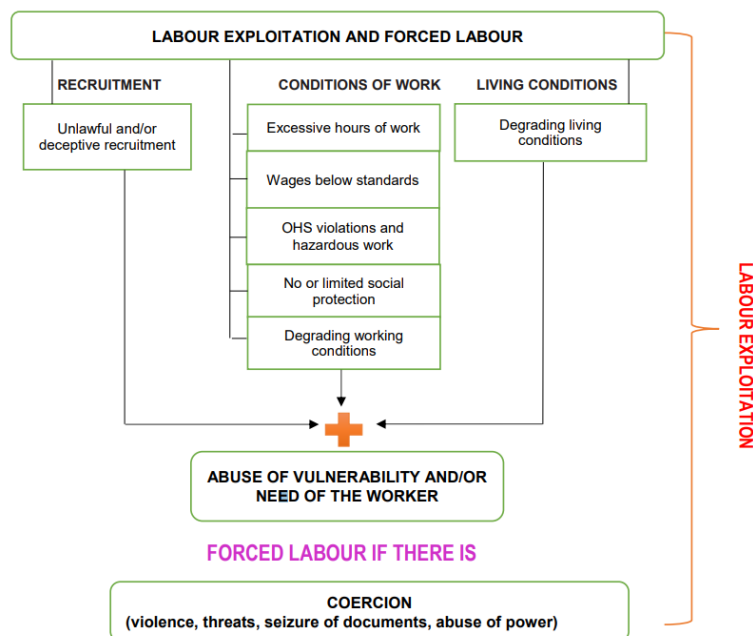 LABOUR EXPLOITATION AND FORCED LABOUR
RECRUITMENT
CONDITIONS OF WORK
LIVING CONDITIONS
Unlawful and/or
deceptive recruitment
Excessive hours of work
Wages below standards
OHS violations and
hazardous work
No or limited social
protection
Degrading working
conditions
Degrading living
conditions
ABUSE OF VULNERABILITY AND/OR
NEED OF THE WORKER
FORCED LABOUR IF THERE IS
COERCION
(violence, threats, seizure of documents, abuse of power)
LABOUR EXPLOITATION